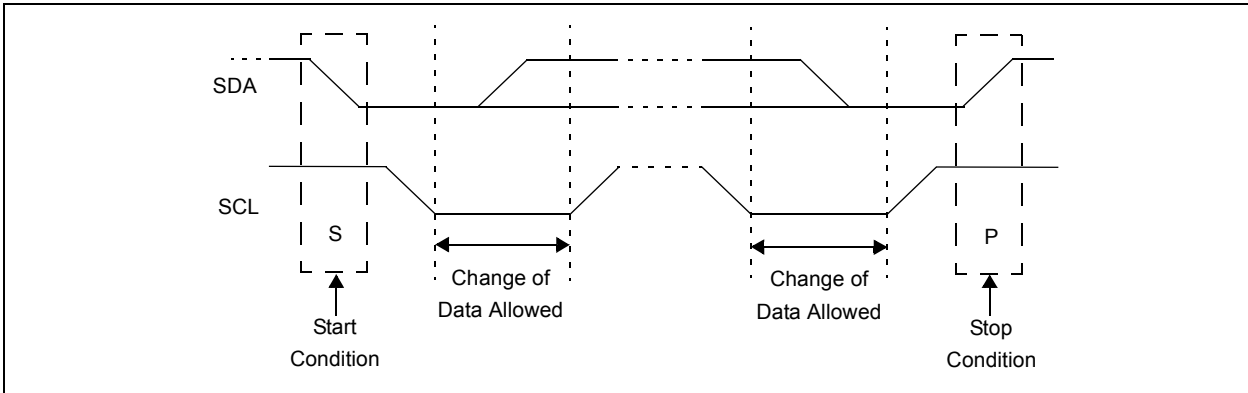 SDA
SCL
S
P
Change of
Data Allowed
Change of
Data Allowed
Start
Condition
Stop
Condition